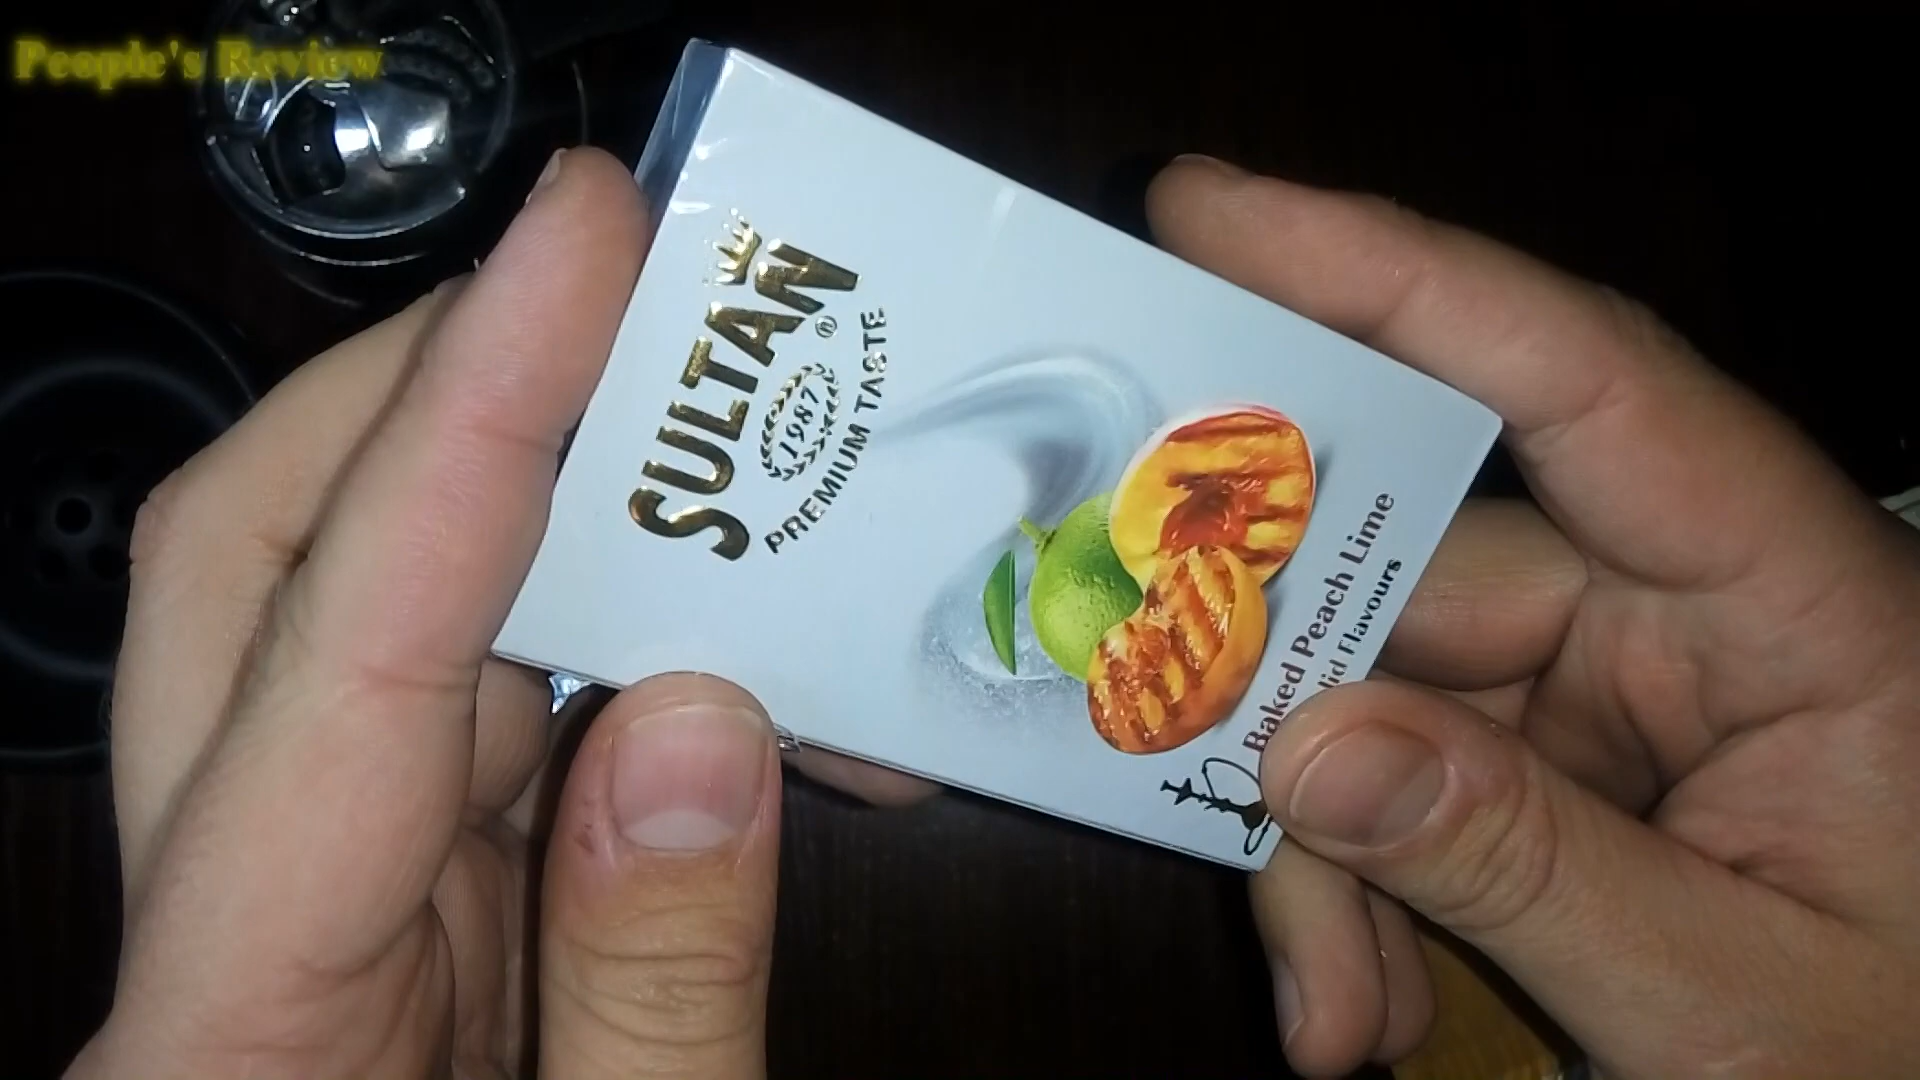 People's Review
SULTAN
®
1987
PREMIUM TASTE
Baked Peach Lime
Flavours